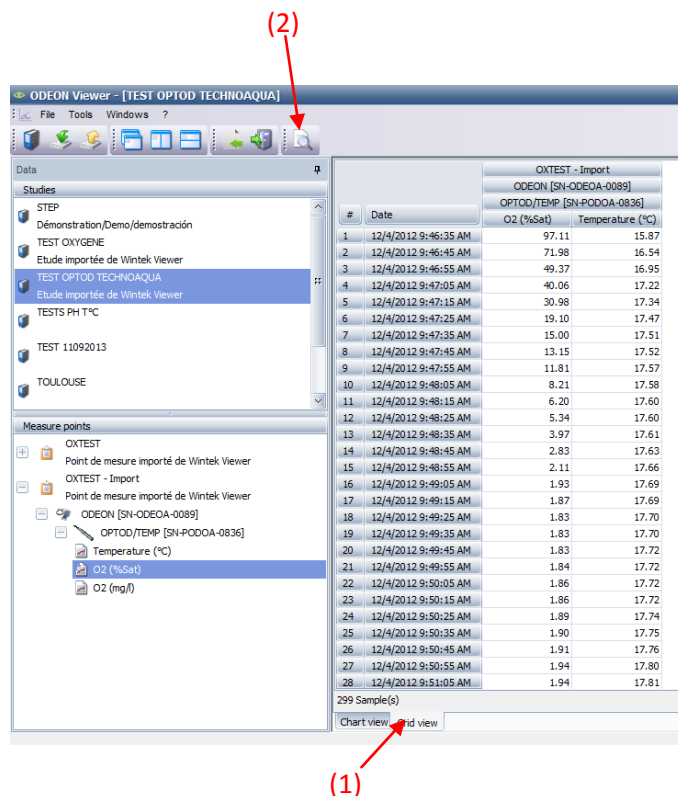 (2)
ODEON Viewer - [TEST OPTOD TECHNOAQUA]
File Tools Windows ?
Data
Studies
STEP
Démonstration/Demo/demostración
TEST OXYGENE
Etude importée de Wintek Viewer
TEST OPTOD TECHNOAQUA
Etude importée de Wintek Viewer
TESTS PH T°C
TEST 11092013
TOULOUSE
Measure points
OXTEST
Point de mesure importé de Wintek Viewer
OXTEST - Import
Point de mesure importé de Wintek Viewer
ODEON [SN-ODEOA-0089]
OPTOD/TEMP [SN-PODOA-0836]
Temperature (°C)
O2 (%Sat)
O2 (mg/l)
OXTEST - Import
ODEON [SN-ODEOA-0089]
OPTOD/TEMP [SN-PODOA-0836]
# Date O2 (%Sat) Temperature (°C)
1 12/4/2012 9:46:35 AM 97.11 15.87
2 12/4/2012 9:46:45 AM 71.98 16.54
3 12/4/2012 9:46:55 AM 49.37 16.95
4 12/4/2012 9:47:05 AM 40.06 17.22
5 12/4/2012 9:47:15 AM 30.98 17.34
6 12/4/2012 9:47:25 AM 19.10 17.47
7 12/4/2012 9:47:35 AM 15.00 17.51
8 12/4/2012 9:47:45 AM 13.15 17.52
9 12/4/2012 9:47:55 AM 11.81 17.57
10 12/4/2012 9:48:05 AM 8.21 17.58
11 12/4/2012 9:48:15 AM 6.20 17.60
12 12/4/2012 9:48:25 AM 5.34 17.60
13 12/4/2012 9:48:35 AM 3.97 17.61
14 12/4/2012 9:48:45 AM 2.83 17.63
15 12/4/2012 9:48:55 AM 2.11 17.66
16 12/4/2012 9:49:05 AM 1.93 17.69
17 12/4/2012 9:49:15 AM 1.87 17.69
18 12/4/2012 9:49:25 AM 1.83 17.70
19 12/4/2012 9:49:35 AM 1.83 17.70
20 12/4/2012 9:49:45 AM 1.83 17.72
21 12/4/2012 9:49:55 AM 1.84 17.72
22 12/4/2012 9:50:05 AM 1.86 17.72
23 12/4/2012 9:50:15 AM 1.86 17.72
24 12/4/2012 9:50:25 AM 1.89 17.74
25 12/4/2012 9:50:35 AM 1.90 17.75
26 12/4/2012 9:50:45 AM 1.91 17.76
27 12/4/2012 9:50:55 AM 1.94 17.80
28 12/4/2012 9:51:05 AM 1.94 17.81
299 Sample(s)
Chart view Grid view
(1)